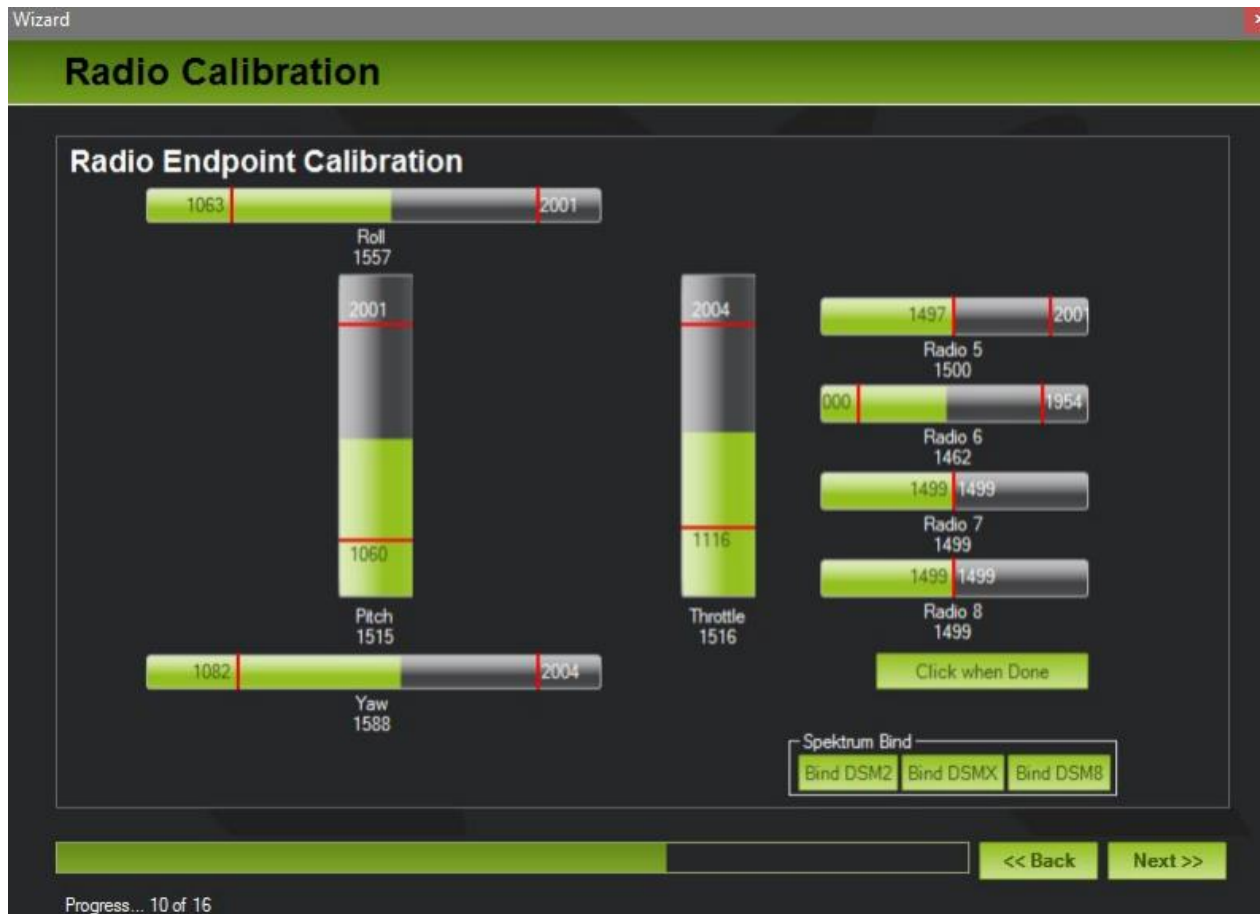 Wizard
Radio Calibration
Radio Endpoint Calibration
1063 2001
Roll
1557
2001
1060
Pitch
1515
2004
1116
Throttle
1516
1497 2001
Radio 5
1500
000 1954
Radio 6
1462
1499 1499
Radio 7
1499
1499 1499
Radio 8
1499
1082 2004
Yaw
1588
Click when Done
Spektrum Bind
Bind DSM2 Bind DSMX Bind DSM8
<< Back Next >>
Progress... 10 of 16